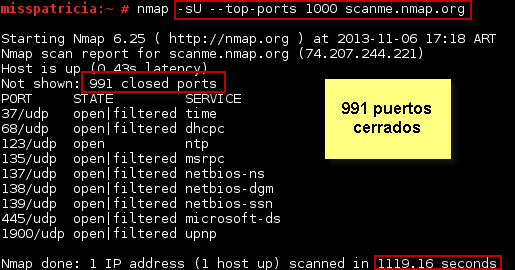 misspatricia:~ # nmap -sU --top-ports 1000 scanme.nmap.org
Starting Nmap 6.25 ( http://nmap.org ) at 2013-11-06 17:18 ART
Nmap scan report for scanme.nmap.org (74.207.244.221)
Host is up (0.43s latency)
Not shown: 991 closed ports
PORT STATE SERVICE
37/udp open|filtered time
68/udp open|filtered dhcpc
123/udp open ntp
135/udp open|filtered msrpc
137/udp open|filtered netbios-ns
138/udp open|filtered netbios-dgm
139/udp open|filtered netbios-ssn
445/udp open|filtered microsoft-ds
1900/udp open|filtered upnp
991 puertos
cerrados
Nmap done: 1 IP address (1 host up) scanned in 1119.16 seconds